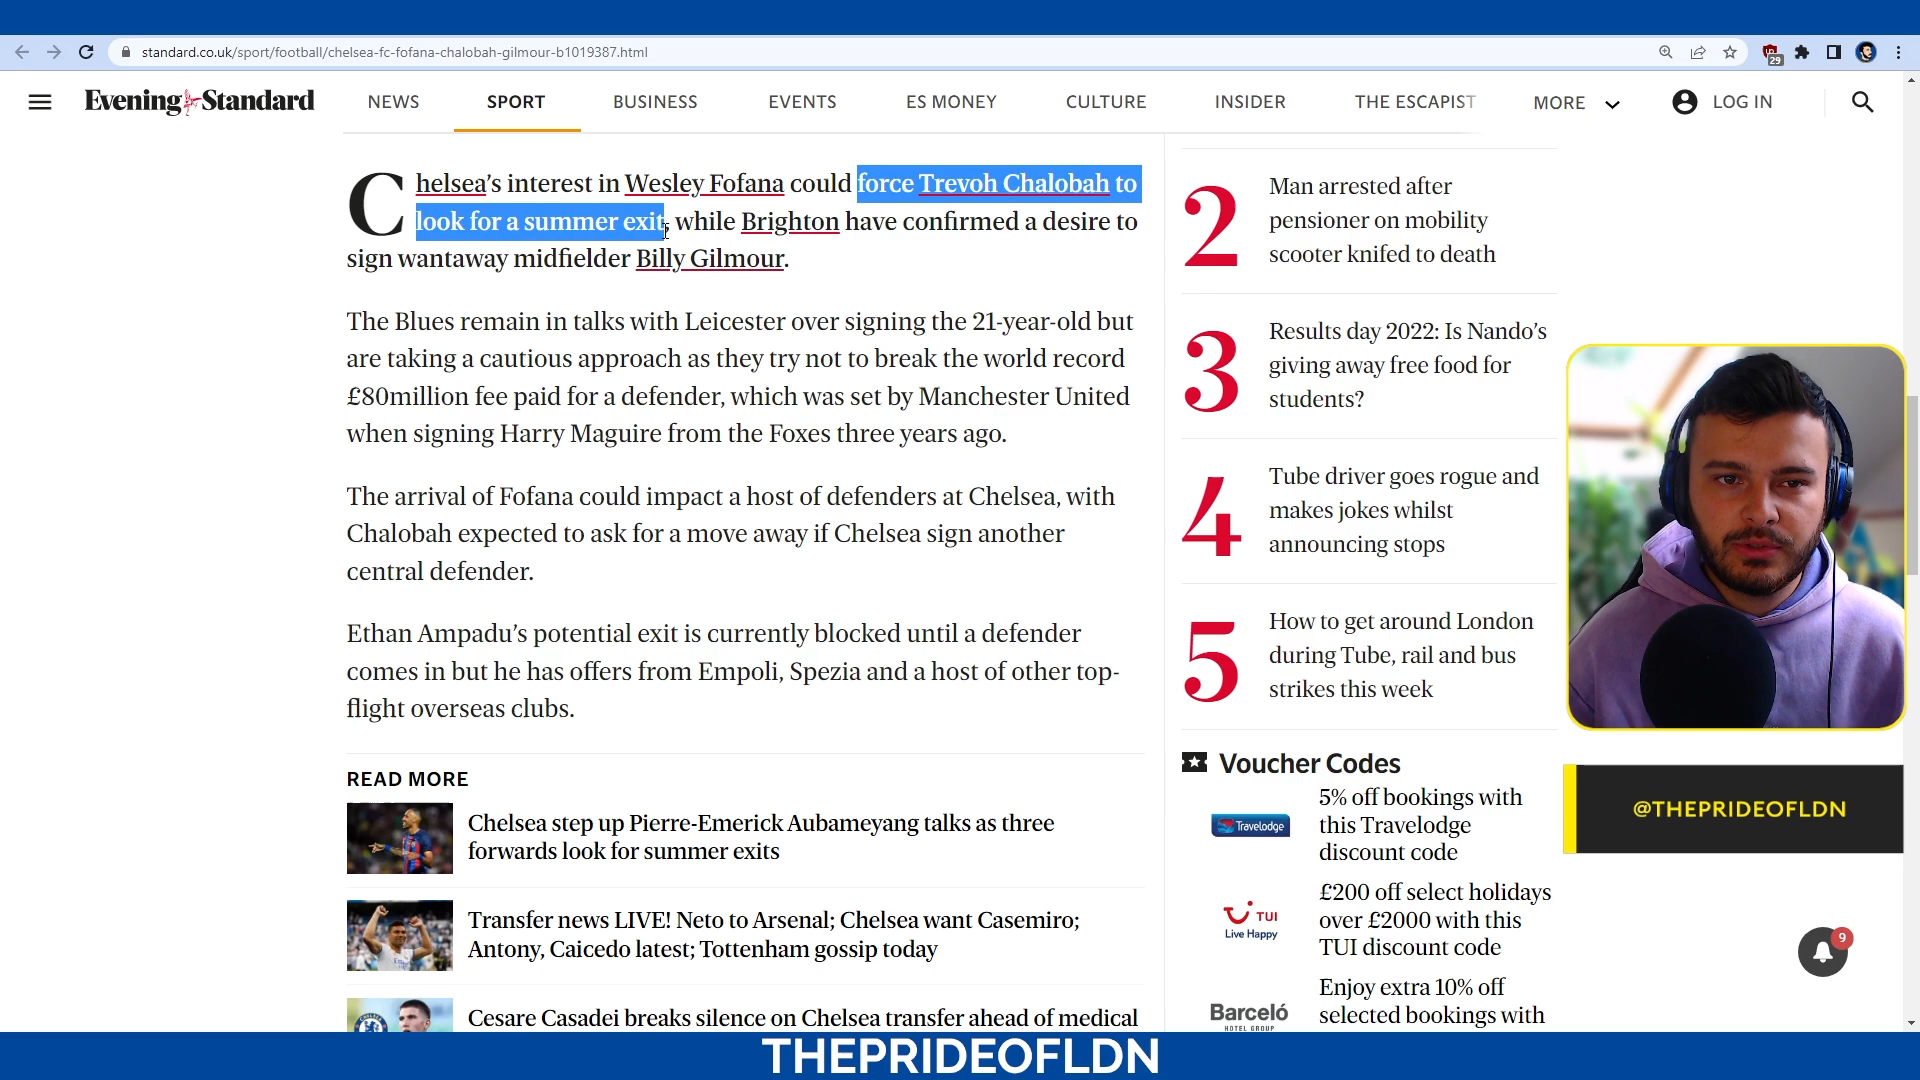 standard.co.uk/sport/football/chelsea-fc-fofana-chalobah-gilmour-b1019387.html
29
Evening Standard
NEWS
SPORT
BUSINESS
EVENTS
ES MONEY
CULTURE
INSIDER
THE ESCAPIST
MORE
LOG IN
Chelsea's interest in Wesley Fofana could force Trevoh Chalobah to
look for a summer exit, while Brighton have confirmed a desire to
sign wantaway midfielder Billy Gilmour.
The Blues remain in talks with Leicester over signing the 21-year-old but
are taking a cautious approach as they try not to break the world record
£80million fee paid for a defender, which was set by Manchester United
when signing Harry Maguire from the Foxes three years ago.
The arrival of Fofana could impact a host of defenders at Chelsea, with
Chalobah expected to ask for a move away if Chelsea sign another
central defender.
Ethan Ampadu's potential exit is currently blocked until a defender
comes in but he has offers from Empoli, Spezia and a host of other top-
flight overseas clubs.
READ MORE
Chelsea step up Pierre-Emerick Aubameyang talks as three
forwards look for summer exits
Transfer news LIVE! Neto to Arsenal; Chelsea want Casemiro;
Antony, Caicedo latest; Tottenham gossip today
Cesare Casadei breaks silence on Chelsea transfer ahead of medical
2
Man arrested after
pensioner on mobility
scooter knifed to death
3
Results day 2022: Is Nando's
giving away free food for
students?
4
Tube driver goes rogue and
makes jokes whilst
announcing stops
5
How to get around London
during Tube, rail and bus
strikes this week
Voucher Codes
Travelodge
5% off bookings with
this Travelodge
discount code
TUI
Live Happy
£200 off select holidays
over £2000 with this
TUI discount code
Barceló
HOTEL GROUP
Enjoy extra 10% off
selected bookings with
@THEPRIDEOFLDN
9
THEPRIDEOFLDN